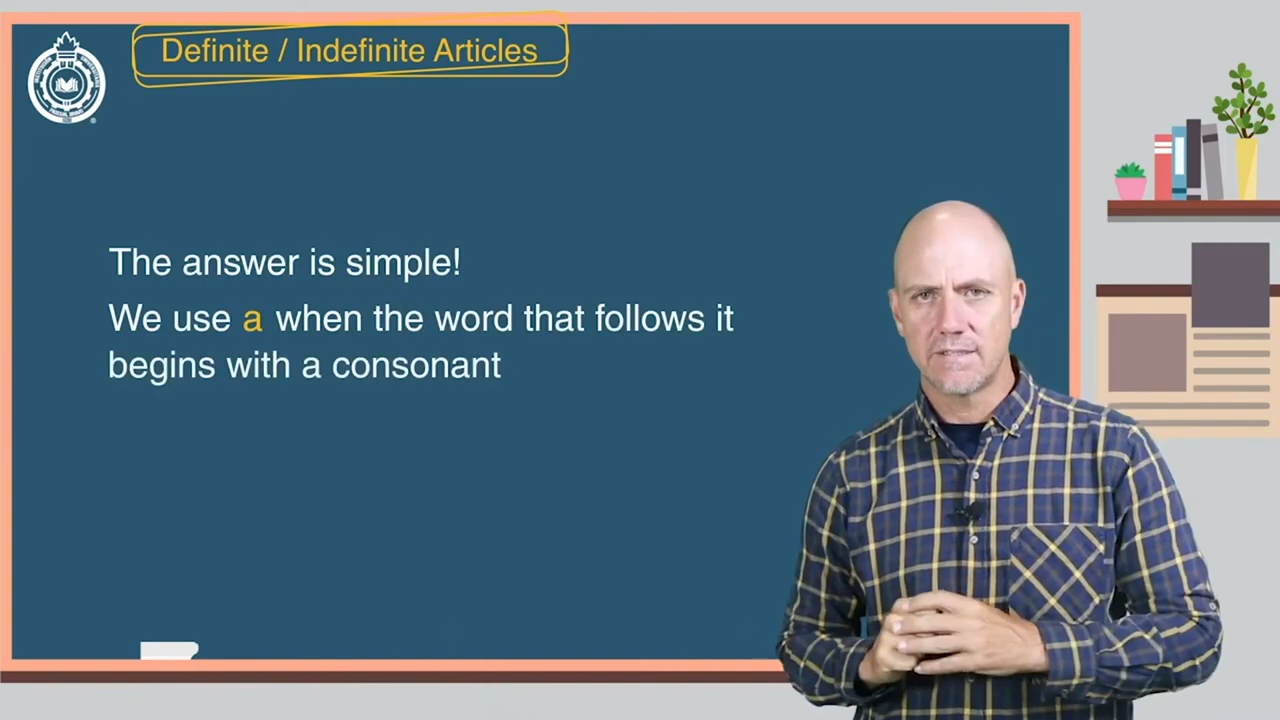 Definite / Indefinite Articles
The answer is simple!
We use a when the word that follows it
begins with a consonant